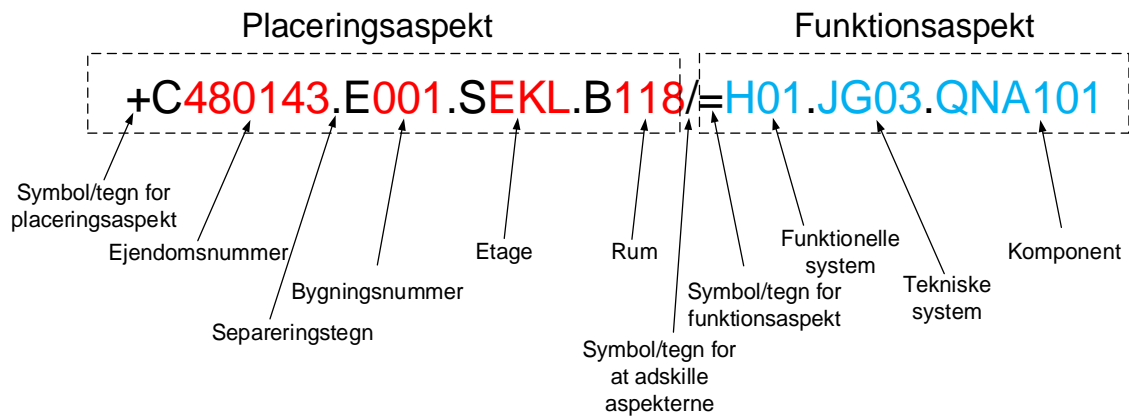 Placeringsaspekt
Funktionsaspekt
+C480143.E001.SEKL.B118/=H01.JG03.QNA101
Symbol/tegn for
placeringsaspekt
Ejendomsnummer
Separeringstegn
Bygningsnummer
Etage
Rum
Symbol/tegn for
at adskille
aspekterne
Symbol/tegn for
funktionsaspekt
Funktionelle
system
Tekniske
system
Komponent